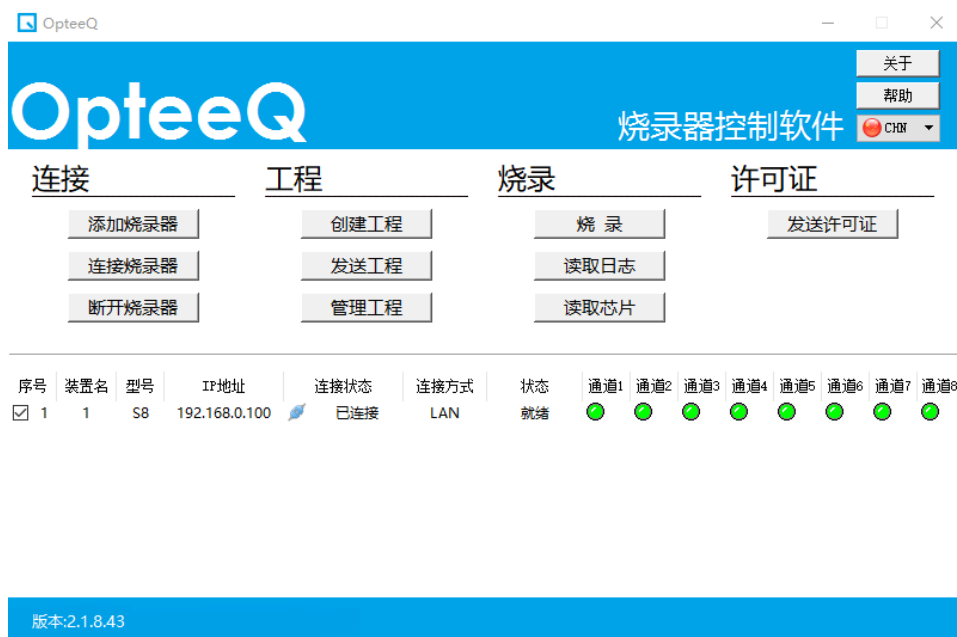 OpteeQ
OpteeQ
烧录器控制软件
关于
帮助
CHN
连接 工程 烧录 许可证
添加烧录器 创建工程 烧 录 发送许可证
连接烧录器 发送工程 读取日志
断开烧录器 管理工程 读取芯片
序号 装置名 型号 IP地址 连接状态 连接方式 状态 通道1 通道2 通道3 通道4 通道5 通道6 通道7 通道8
1 1 S8 192.168.0.100 已连接 LAN 就绪
版本:2.1.8.43